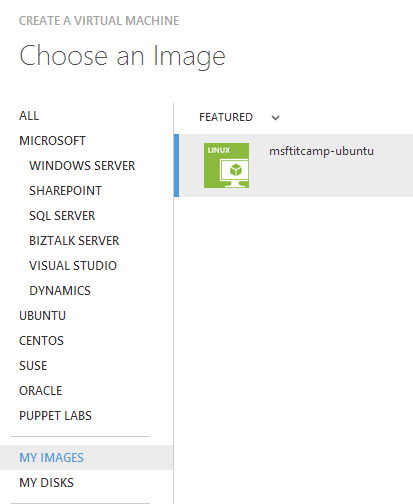 CREATE A VIRTUAL MACHINE
Choose an Image
ALL
MICROSOFT
WINDOWS SERVER
SHAREPOINT
SQL SERVER
BIZTALK SERVER
VISUAL STUDIO
DYNAMICS
UBUNTU
CENTOS
SUSE
ORACLE
PUPPET LABS
MY IMAGES
MY DISKS
FEATURED
LINUX
msftitcamp-ubuntu